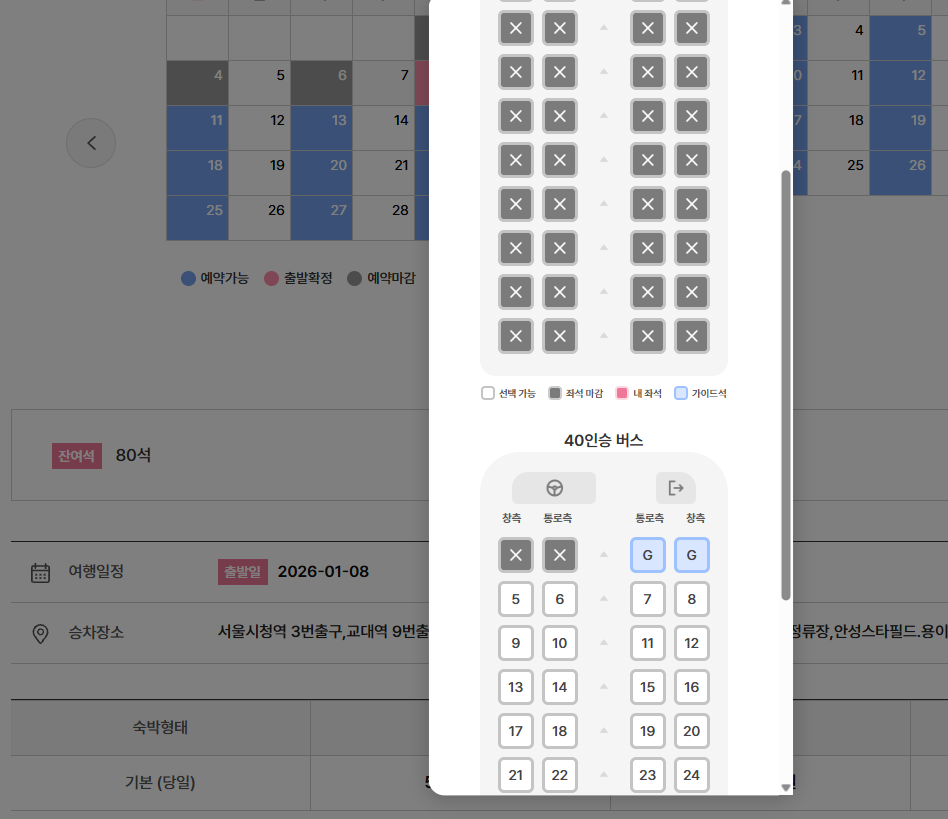 4 5 6 7
11 12 13 14
18 19 20 21
25 26 27 28
예약가능 출발확정 예약마감
3 4 5
0 11 12
7 18 19
4 25 26
잔여석 80석
여행일정 출발일 2026-01-08
승차장소 서울시청역 3번출구,교대역 9번출
정류장,안성스타필드.용이
숙박형태
기본 (당일)
선택 가능 좌석 마감 내 좌석 가이드석
40인승 버스
창측 통로측 통로측 창측
G G
5 6 7 8
9 10 11 12
13 14 15 16
17 18 19 20
21 22 23 24